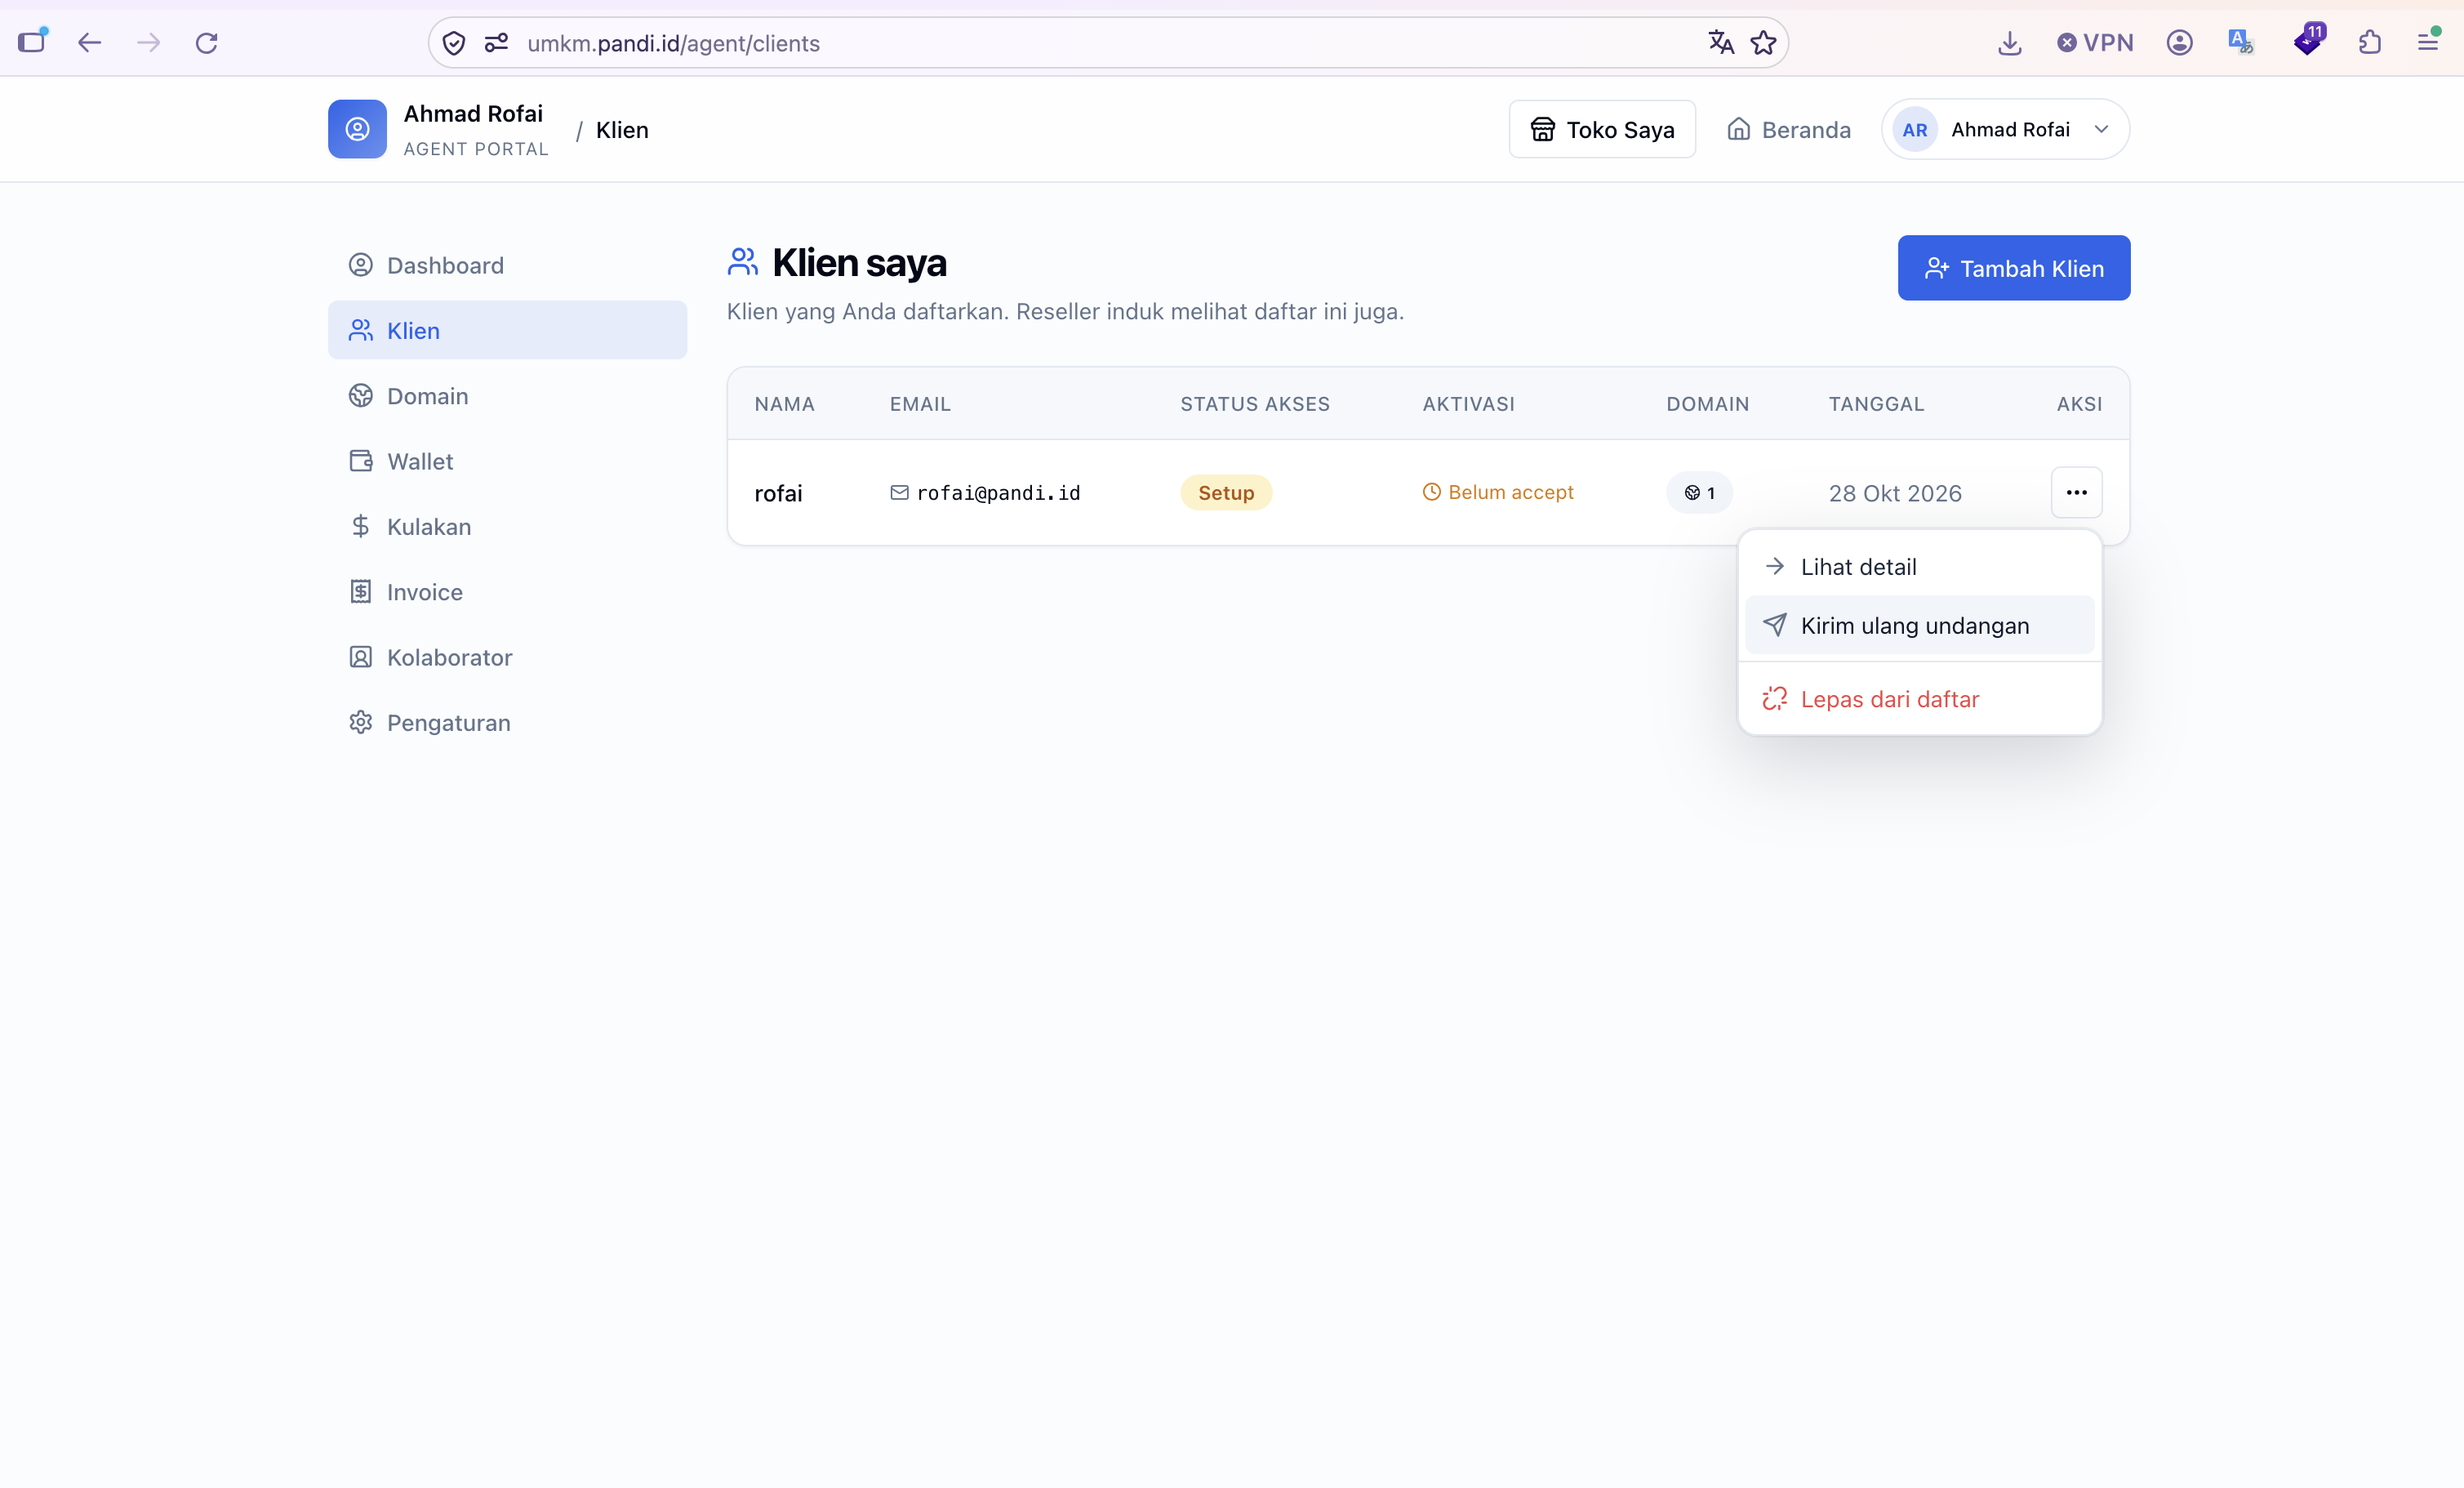 umkm.pandi.id/agent/clients
VPN
11
Ahmad Rofai
AGENT PORTAL
/ Klien
Toko Saya
Beranda
AR Ahmad Rofai
Dashboard
Klien
Domain
Wallet
Kulakan
Invoice
Kolaborator
Pengaturan
Klien saya
Klien yang Anda daftarkan. Reseller induk melihat daftar ini juga.
Tambah Klien
NAMA EMAIL STATUS AKSES AKTIVASI DOMAIN TANGGAL AKSI
rofai rofai@pandi.id Setup Belum accept 1 28 Okt 2026
Lihat detail
Kirim ulang undangan
Lepas dari daftar